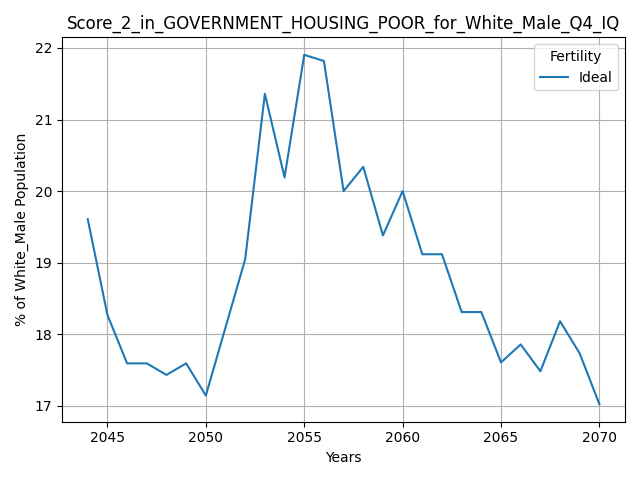 Score_2_in_GOVERNMENT_HOUSING_POOR_for_White_Male_Q4_IQ
Fertility
Ideal
% of White_Male Population
22
21
20
19
18
17
2045 2050 2055 2060 2065 2070
Years